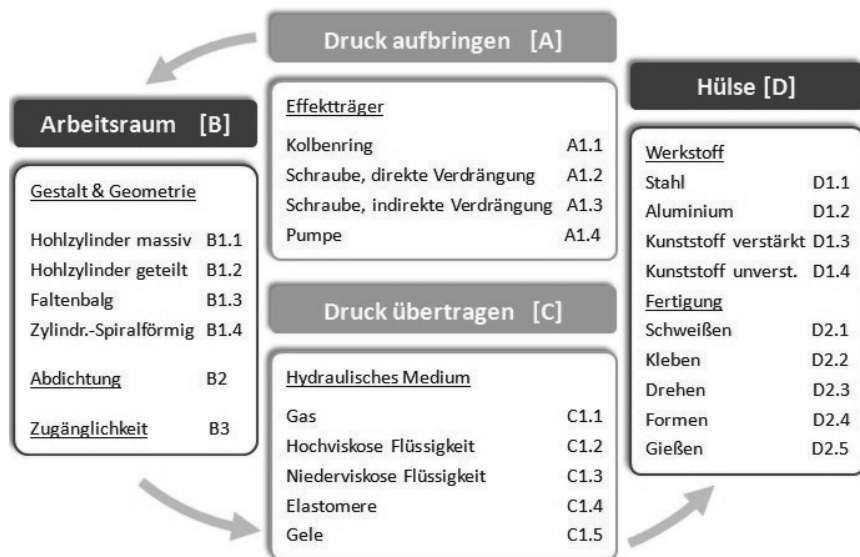 Druck aufbringen [A]
Effektträger
Kolbenring A1.1
Schraube, direkte Verdrängung A1.2
Schraube, indirekte Verdrängung A1.3
Pumpe A1.4
Arbeitsraum [B]
Gestalt & Geometrie
Hohlzylinder massiv B1.1
Hohlzylinder geteilt B1.2
Faltenbalg B1.3
Zylindr.-Spiralförmig B1.4
Abdichtung B2
Zugänglichkeit B3
Druck übertragen [C]
Hydraulisches Medium
Gas C1.1
Hochviskose Flüssigkeit C1.2
Niederviskose Flüssigkeit C1.3
Elastomere C1.4
Gele C1.5
Hülse [D]
Werkstoff
Stahl D1.1
Aluminium D1.2
Kunststoff verstärkt D1.3
Kunststoff unverst. D1.4
Fertigung
Schweißen D2.1
Kleben D2.2
Drehen D2.3
Formen D2.4
Gießen D2.5